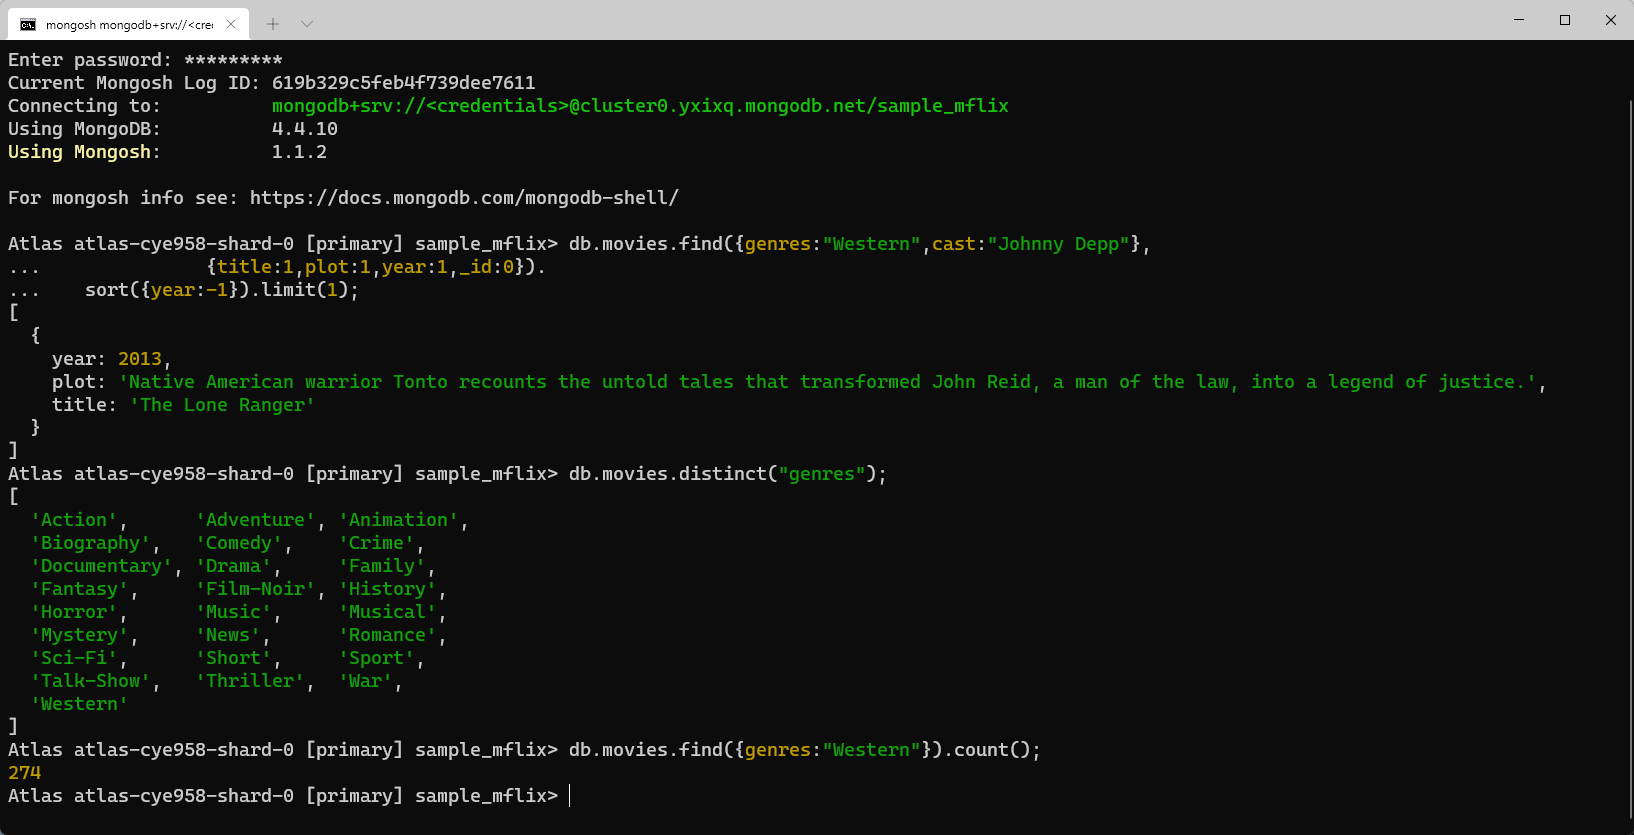 mongosh mongodb+srv://<cre
Enter password: *********
Current Mongosh Log ID: 619b329c5feb4f739dee7611
Connecting to:          mongodb+srv://<credentials>@cluster0.yxixq.mongodb.net/sample_mflix
Using MongoDB:          4.4.10
Using Mongosh:          1.1.2
For mongosh info see: https://docs.mongodb.com/mongodb-shell/
Atlas atlas-cye958-shard-0 [primary] sample_mflix> db.movies.find({genres:"Western",cast:"Johnny Depp"},
...               {title:1,plot:1,year:1,_id:0}).
...    sort({year:-1}).limit(1);
[
  {
    year: 2013,
    plot: 'Native American warrior Tonto recounts the untold tales that transformed John Reid, a man of the law, into a legend of justice.',
    title: 'The Lone Ranger'
  }
]
Atlas atlas-cye958-shard-0 [primary] sample_mflix> db.movies.distinct("genres");
[
  'Action',      'Adventure', 'Animation',
  'Biography',   'Comedy',    'Crime',
  'Documentary', 'Drama',     'Family',
  'Fantasy',     'Film-Noir', 'History',
  'Horror',      'Music',     'Musical',
  'Mystery',     'News',      'Romance',
  'Sci-Fi',      'Short',     'Sport',
  'Talk-Show',   'Thriller',  'War',
  'Western'
]
Atlas atlas-cye958-shard-0 [primary] sample_mflix> db.movies.find({genres:"Western"}).count();
274
Atlas atlas-cye958-shard-0 [primary] sample_mflix>